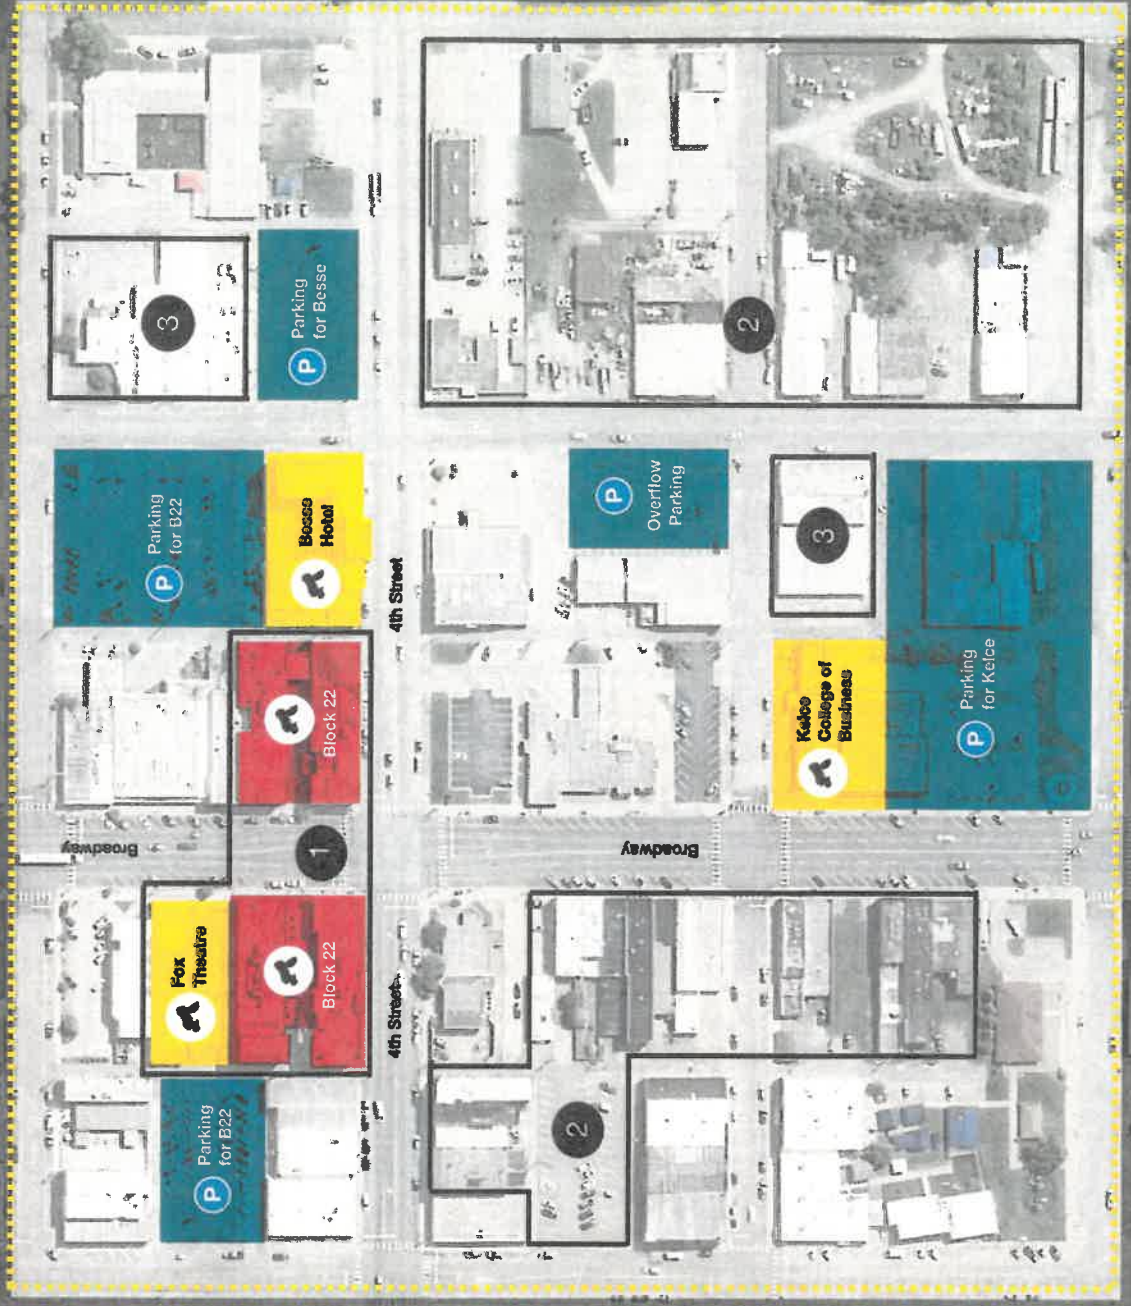 Broadway
P
Parking
for B22
3
Fox
Theatre
P
Parking
for B22
Block 22
1
Block 22
Besse
Hotel
P
Parking
for Besse
4th Street
4th Street
2
Broadway
P
Overflow
Parking
2
Kelce
College of
Business
3
P
Parking
for Kelce